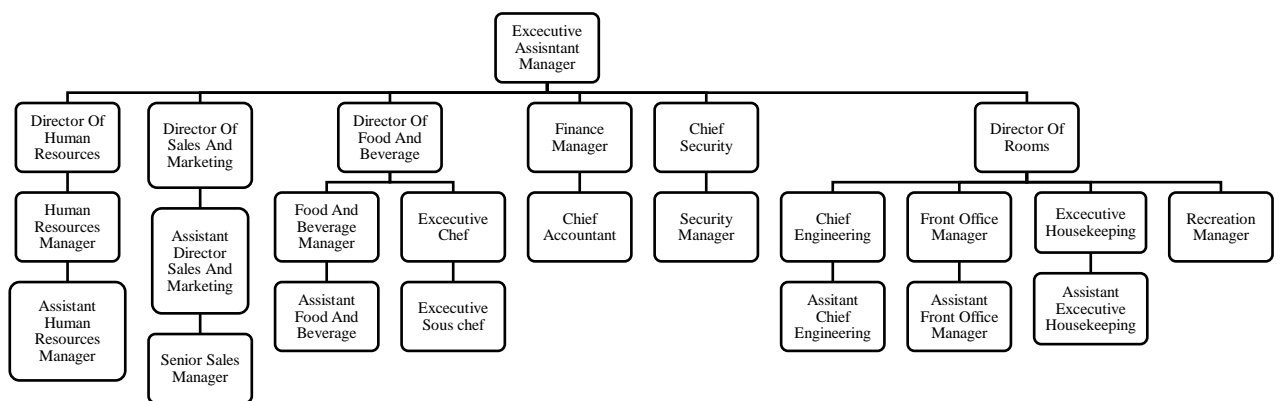 Excecutive
Assisntant
Manager
Director Of
Human
Resources
Director Of
Sales And
Marketing
Director Of
Food And
Beverage
Finance
Manager
Chief
Security
Director Of
Rooms
Human
Resources
Manager
Assistant
Director
Sales And
Marketing
Food And
Beverage
Manager
Excecutive
Chef
Chief
Accountant
Security
Manager
Chief
Engineering
Front Office
Manager
Excecutive
Housekeeping
Recreation
Manager
Assistant
Human
Resources
Manager
Senior Sales
Manager
Assistant
Food And
Beverage
Excecutive
Sous chef
Assitant
Chief
Engineering
Assistant
Front Office
Manager
Assistant
Excecutive
Housekeeping